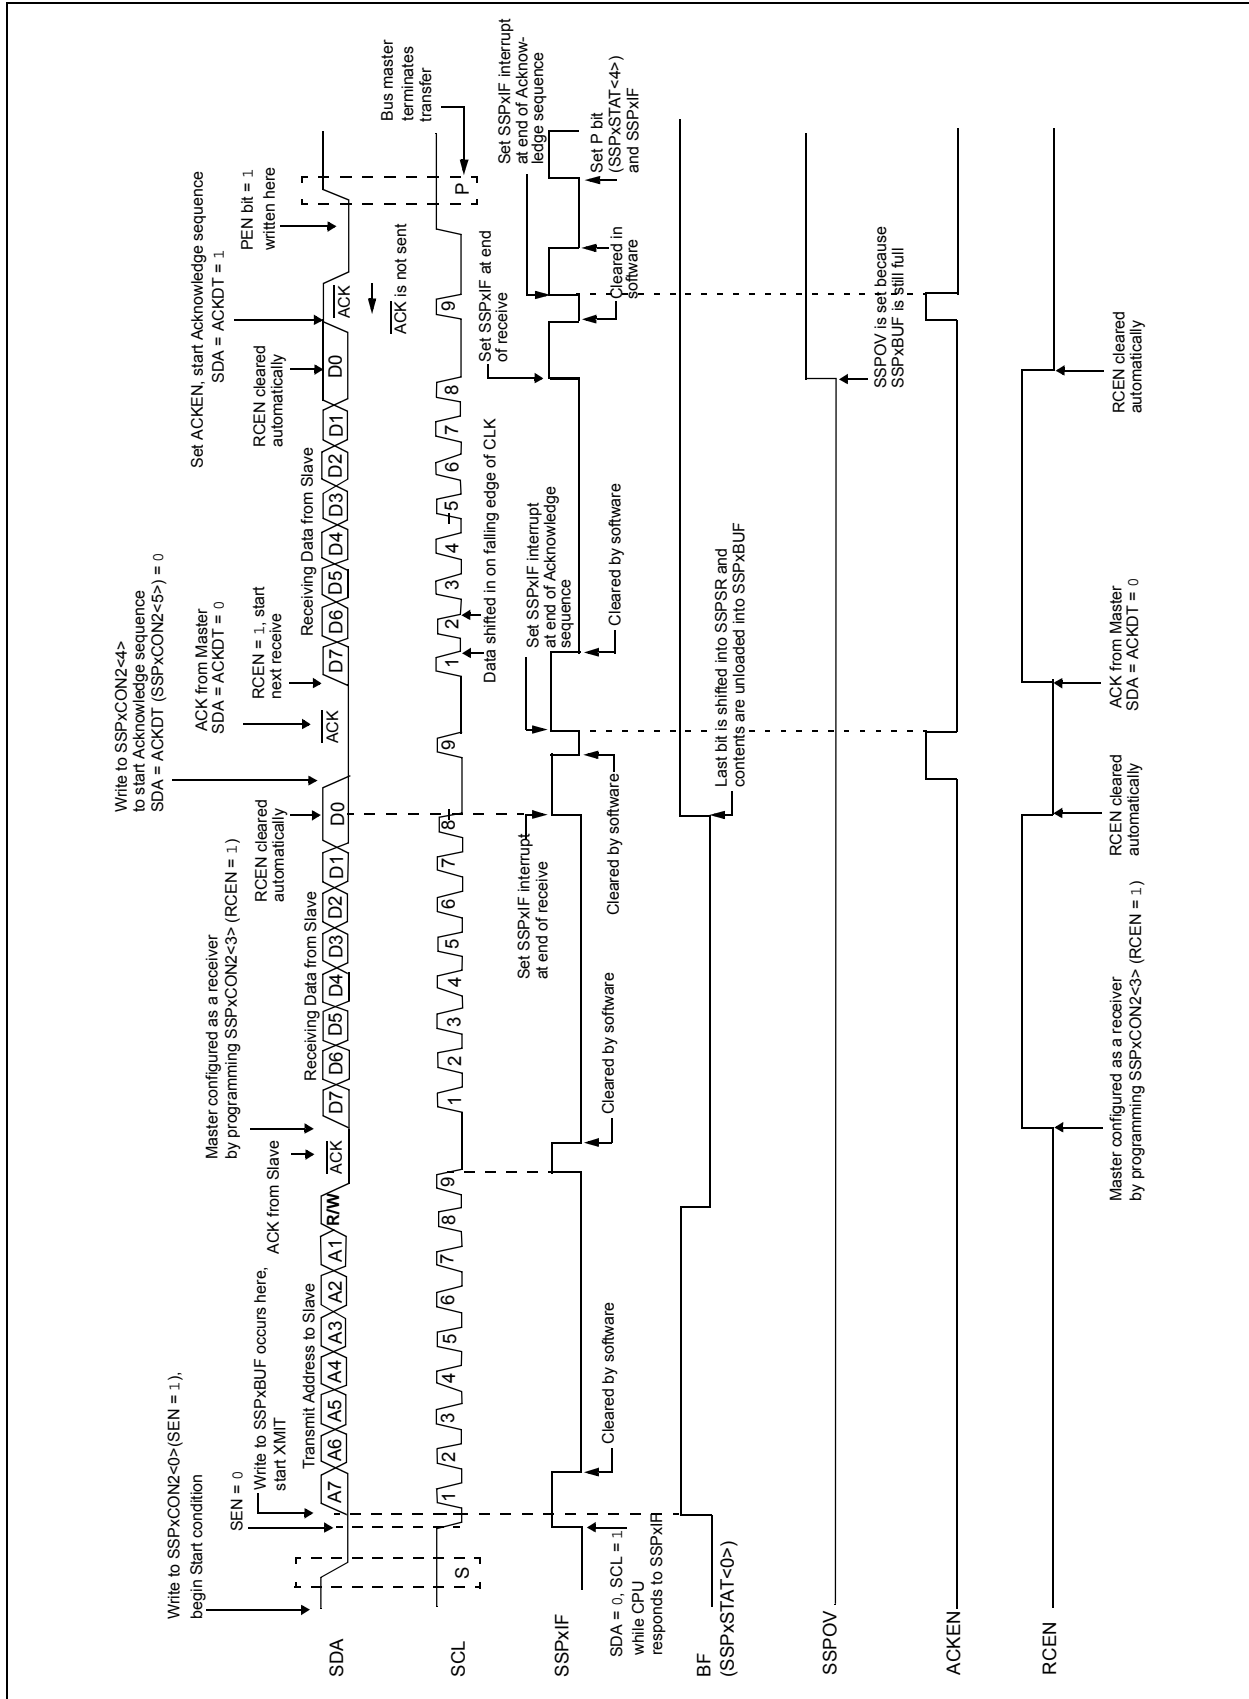 Write to SSPxCON2<0>(SEN = 1),
begin Start condition
SEN = 0
Write to SSPxBUF occurs here,
start XMIT
ACK from Slave
Master configured as a receiver
by programming SSPxCON2<3> (RCEN = 1)
RCEN cleared
automatically
Write to SSPxCON2<4>
to start Acknowledge sequence
SDA = ACKDT (SSPxCON2<5>) = 0
ACK from Master
SDA = ACKDT = 0
RCEN = 1, start
next receive
RCEN cleared
automatically
Set ACKEN, start Acknowledge sequence
SDA = ACKDT = 1
PEN bit = 1
written here
Transmit Address to Slave
Receiving Data from Slave
Receiving Data from Slave
SDA
A7 A6 A5 A4 A3 A2 A1 R/W ACK D7 D6 D5 D4 D3 D2 D1 D0 ACK D7 D6 D5 D4 D3 D2 D1 D0 ACK
ACK is not sent
Bus master
terminates
transfer
SCL
S 1 2 3 4 5 6 7 8 9 1 2 3 4 5 6 7 8 9 1 2 3 4 5 6 7 8 9 P
Data shifted in on falling edge of CLK
Set SSPxIF interrupt
at end of receive
Set SSPxIF interrupt
at end of Acknowledge
sequence
Set SSPxIF at end
of receive
Set SSPxIF interrupt
at end of Acknow-
ledge sequence
SSPxIF
SDA = 0, SCL = 1
while CPU
responds to SSPxIF
Cleared by software
Cleared by software
Cleared by software
Cleared by software
Cleared in
software
Set P bit
(SSPxSTAT<4>)
and SSPxIF
BF
(SSPxSTAT<0>)
Last bit is shifted into SSPSR and
contents are unloaded into SSPxBUF
SSPOV
SSPOV is set because
SSPxBUF is still full
ACKEN
RCEN
Master configured as a receiver
by programming SSPxCON2<3> (RCEN = 1)
RCEN cleared
automatically
ACK from Master
SDA = ACKDT = 0
RCEN cleared
automatically